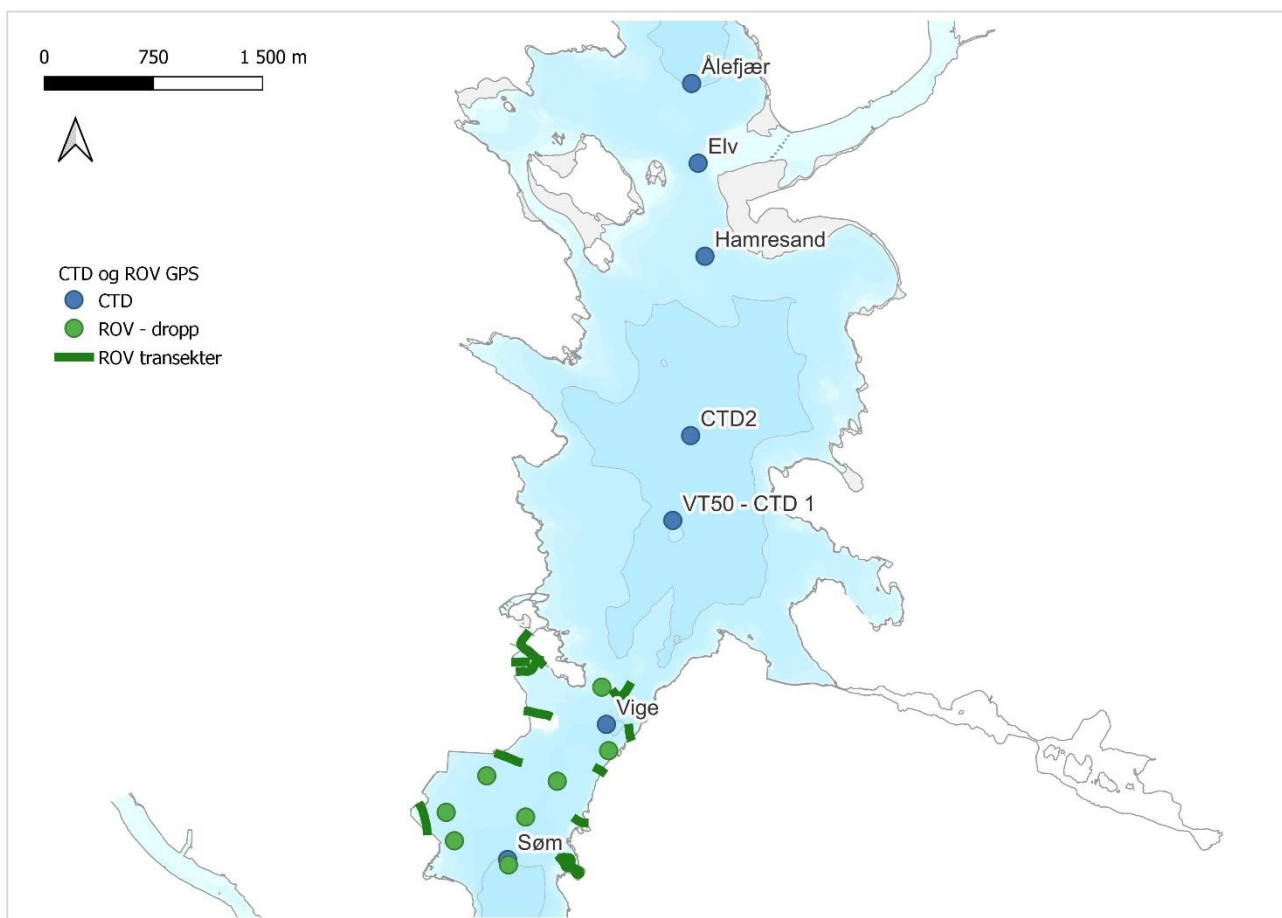 0 750 1 500 m
Ålefjær
Elv
Hamresand
CTD og ROV GPS
CTD
ROV - dropp
ROV transekter
CTD2
VT50 - CTD 1
Vige
Søm